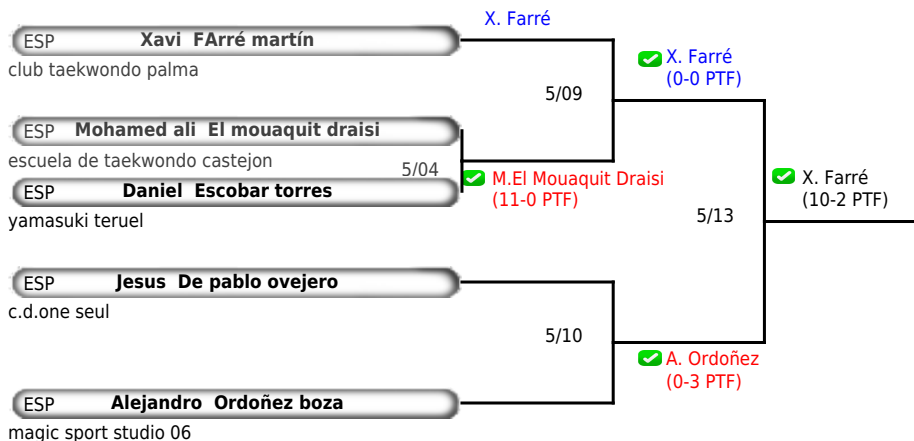 X. Farré
ESP Xavi FArré martín
club taekwondo palma
X. Farré
(0-0 PTF)
5/09
ESP Mohamed ali El mouaquit draisi
escuela de taekwondo castejon
5/04
M.El Mouaquit Draisi
(11-0 PTF)
ESP Daniel Escobar torres
yamasuki teruel
X. Farré
(10-2 PTF)
5/13
ESP Jesus De pablo ovejero
c.d.one seul
5/10
A. Ordoñez
(0-3 PTF)
ESP Alejandro Ordoñez boza
magic sport studio 06